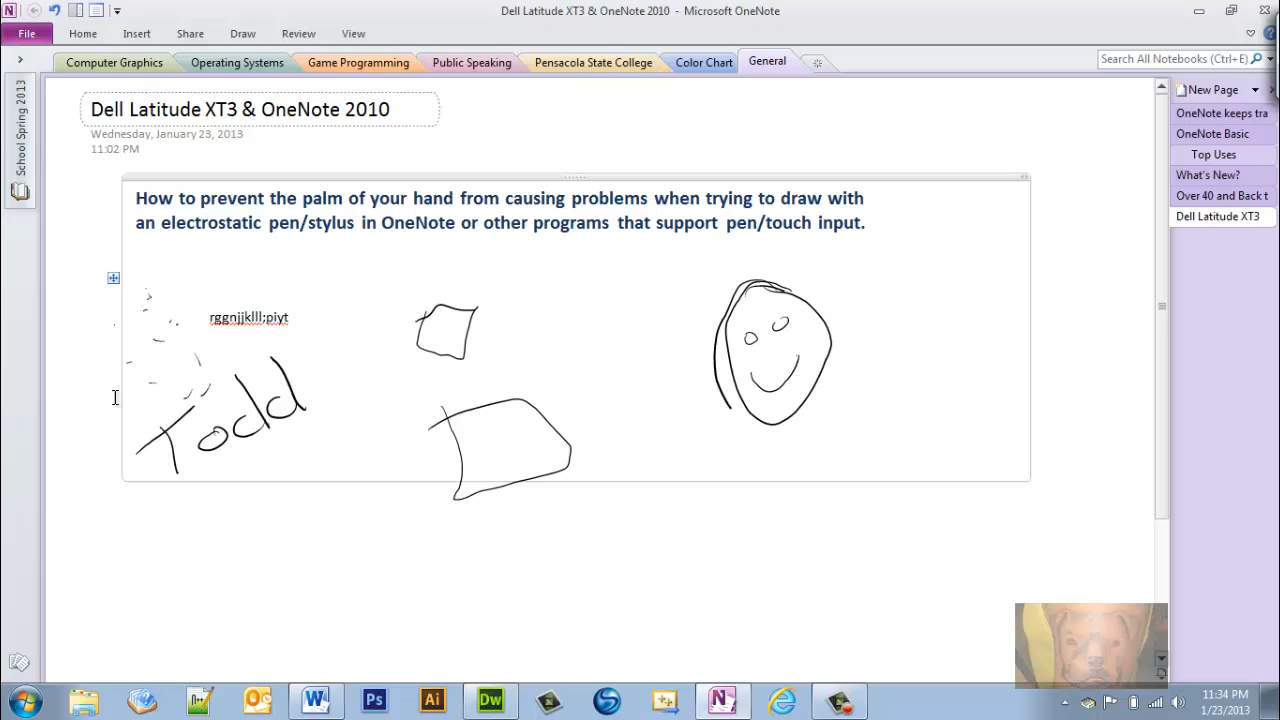 Dell Latitude XT3 & OneNote 2010 - Microsoft OneNote
File Home Insert Share Draw Review View
Computer Graphics Operating Systems Game Programming Public Speaking Pensacola State College Color Chart General
Search All Notebooks (Ctrl+E)
School Spring 2013
New Page
OneNote keeps tra
OneNote Basic
Top Uses
What's New?
Over 40 and Back t
Dell Latitude XT3
Dell Latitude XT3 & OneNote 2010
Wednesday, January 23, 2013
11:02 PM
How to prevent the palm of your hand from causing problems when trying to draw with
an electrostatic pen/stylus in OneNote or other programs that support pen/touch input.
rggnjjklll;piyt
Todd
W Ps Ai Dw N
11:34 PM
1/23/2013